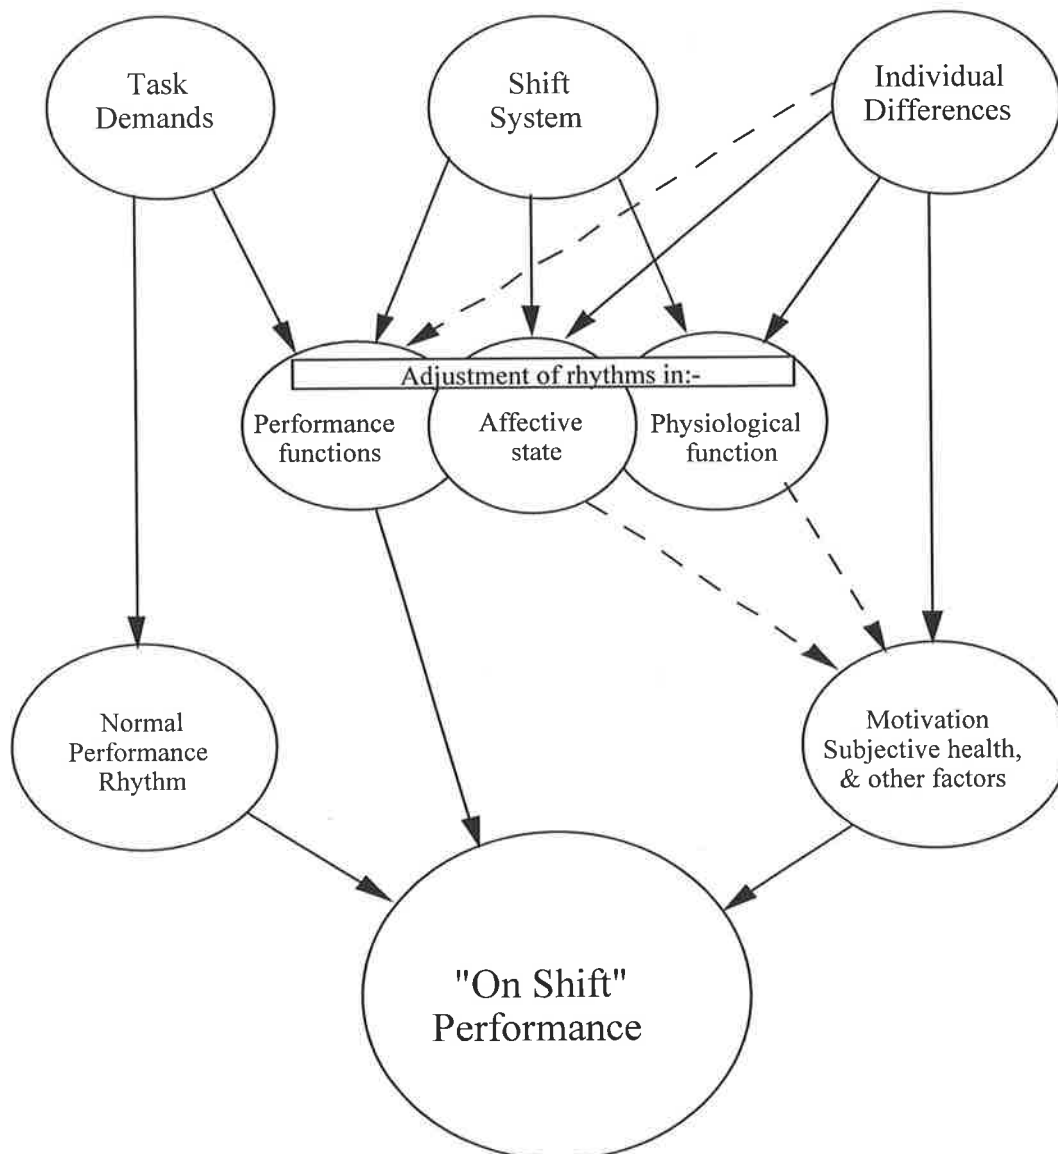 Task
Demands
Shift
System
Individual
Differences
Adjustment of rhythms in:-
Performance
functions
Affective
state
Physiological
function
Normal
Performance
Rhythm
Motivation
Subjective health,
& other factors
"On Shift"
Performance